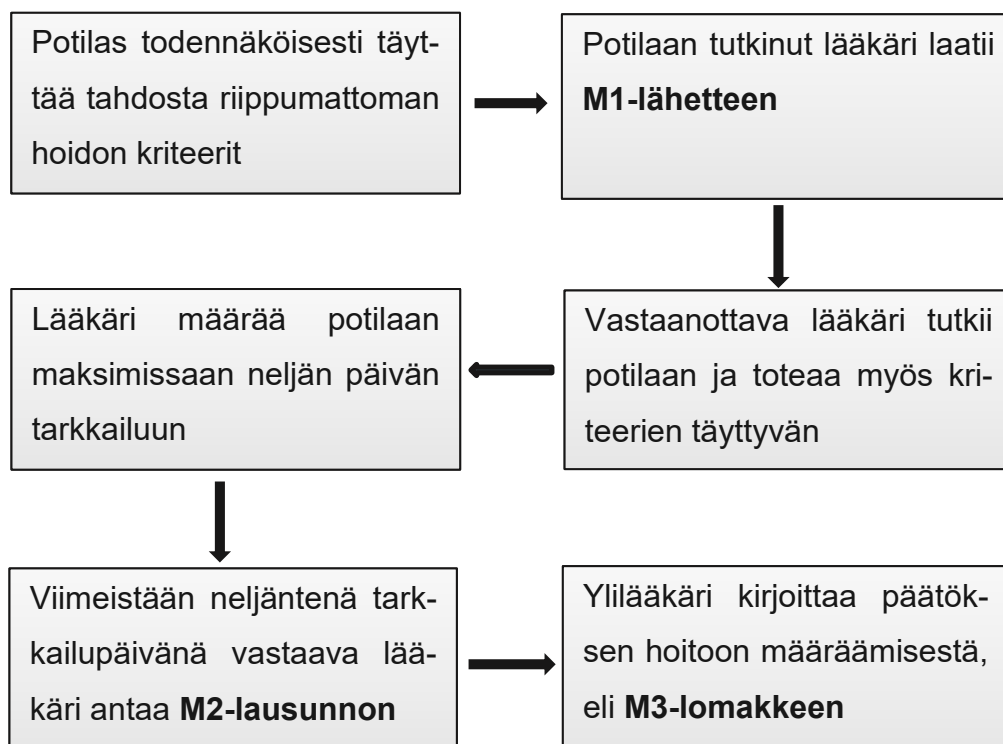 Potilas todennäköisesti täyt-
tää tahdosta riippumattoman
hoidon kriteerit
Potilaan tutkinut lääkäri laatii
M1-lähetteen
Vastaanottava lääkäri tutkii
potilaan ja toteaa myös kri-
teerien täyttyvän
Lääkäri määrää potilaan
maksimissaan neljän päivän
tarkkailuun
Viimeistään neljäntenä tark-
kailupäivänä vastaava lää-
käri antaa M2-lausunnon
Ylilääkäri kirjoittaa päätök-
sen hoitoon määräämisestä,
eli M3-lomakkeen